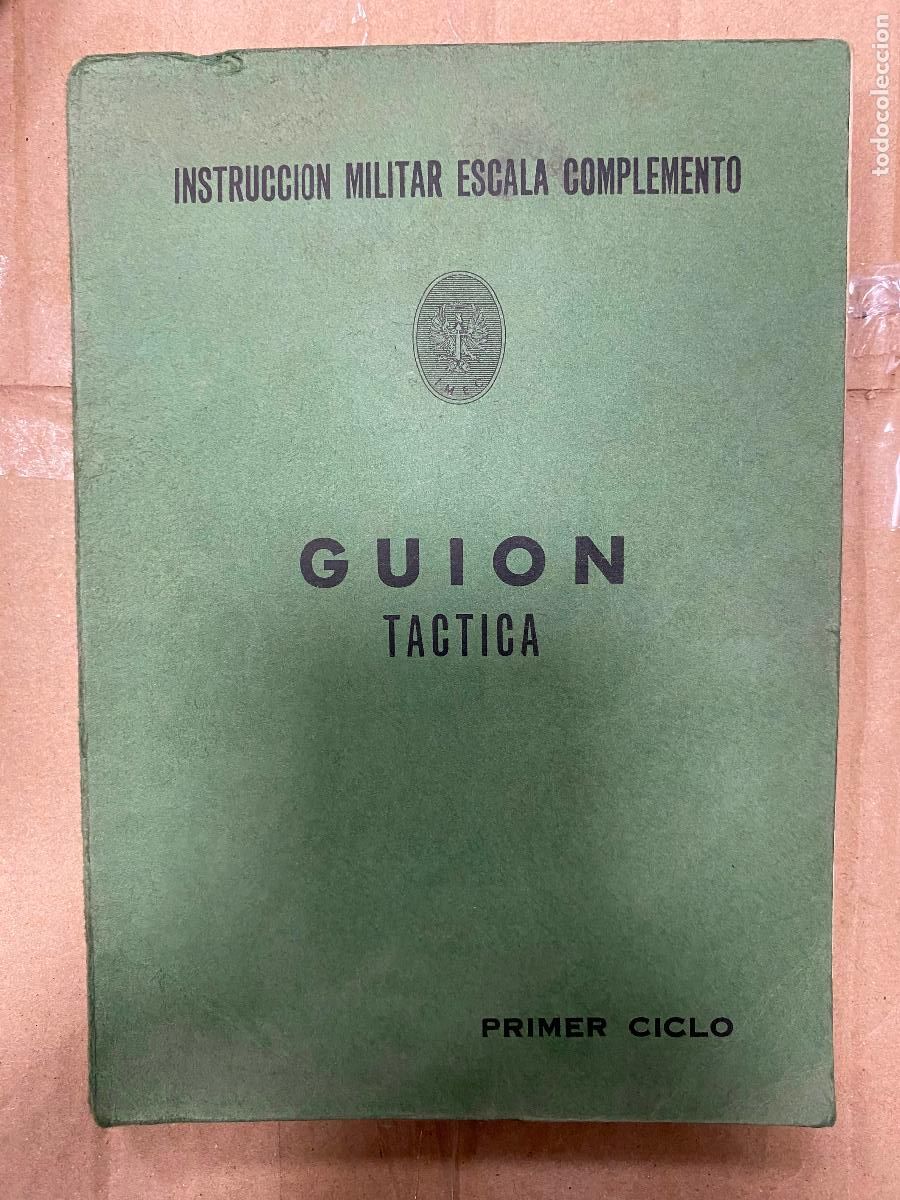 INSTRUCCION MILITAR ESCALA COMPLEMENTO
IMEC
GUION
TACTICA
PRIMER CICLO
todocoleccion